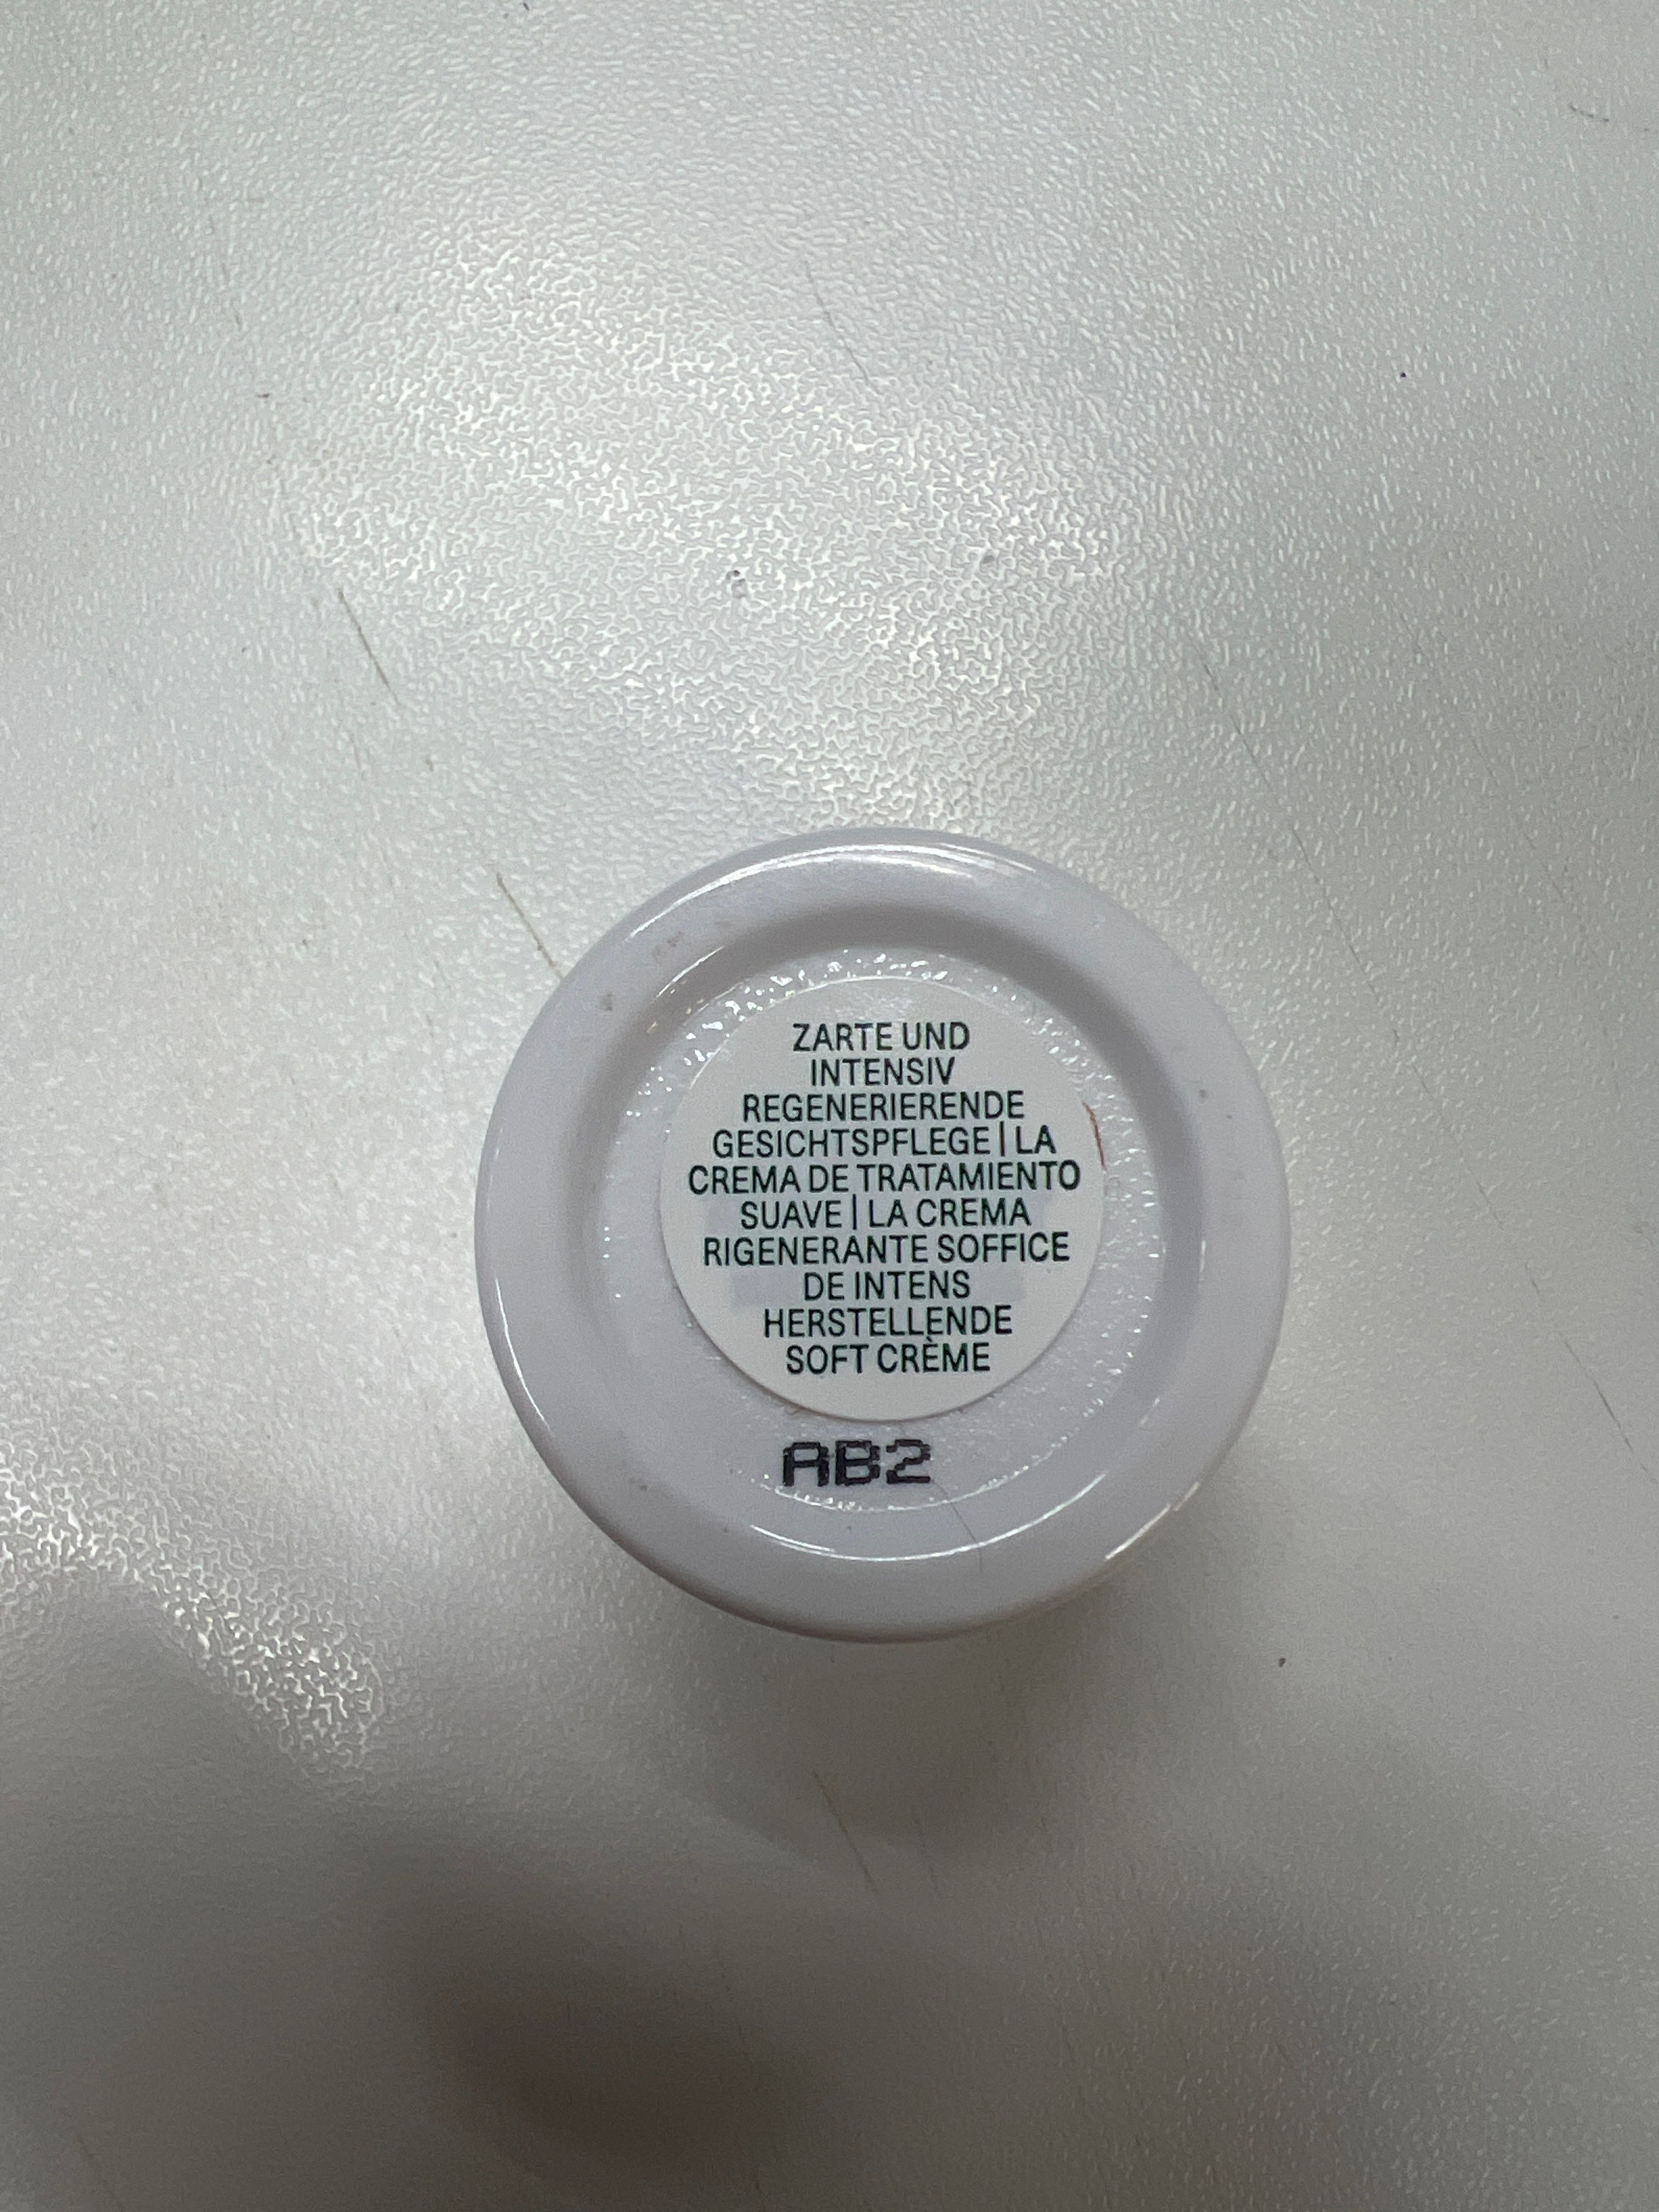 ZARTE UND
INTENSIV
REGENERIERENDE
GESICHTSPFLEGE | LA
CREMA DE TRATAMIENTO
SUAVE | LA CREMA
RIGENERANTE SOFFICE
DE INTENS
HERSTELLENDE
SOFT CRÈME
AB2